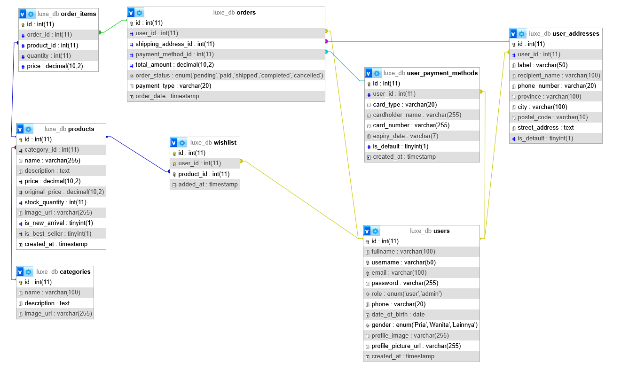 luxe_db order_items
id : int(11)
order_id : int(11)
product_id : int(11)
quantity : int(11)
price : decimal(10,2)
luxe_db orders
id : int(11)
user_id : int(11)
shipping_address_id : int(11)
payment_method_id : int(11)
total_amount : decimal(10,2)
order_status : enum('pending','paid','shipped','completed','cancelled')
payment_type : varchar(20)
order_date : timestamp
luxe_db user_addresses
id : int(11)
user_id : int(11)
label : varchar(50)
recipient_name : varchar(100)
phone_number : varchar(20)
province : varchar(100)
city : varchar(100)
postal_code : varchar(10)
street_address : text
is_default : tinyint(1)
luxe_db user_payment_methods
id : int(11)
user_id : int(11)
card_type : varchar(20)
cardholder_name : varchar(255)
card_number : varchar(255)
expiry_date : varchar(7)
is_default : tinyint(1)
created_at : timestamp
luxe_db products
id : int(11)
category_id : int(11)
name : varchar(255)
description : text
price : decimal(10,2)
original_price : decimal(10,2)
stock_quantity : int(11)
image_url : varchar(255)
is_new_arrival : tinyint(1)
is_best_seller : tinyint(1)
created_at : timestamp
luxe_db wishlist
id : int(11)
user_id : int(11)
product_id : int(11)
added_at : timestamp
luxe_db users
id : int(11)
fullname : varchar(100)
username : varchar(50)
email : varchar(100)
password : varchar(255)
role : enum('user','admin')
phone : varchar(20)
date_of_birth : date
gender : enum('Pria','Wanita','Lainnya')
profile_image : varchar(255)
profile_picture_url : varchar(255)
created_at : timestamp
luxe_db categories
id : int(11)
name : varchar(100)
description : text
image_url : varchar(255)